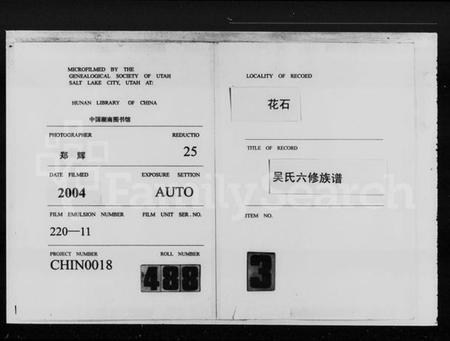 MICROFILMED BY THE
GENEALOGICAL SOCIETY OF UTAH
SALT LAKE CITY, UTAH AT:
HUNAN LIBRARY OF CHINA
中国湖南图书馆
PHOTOGRAPHER REDUCTIO
郑 辉 25
DATE FILMED EXPOSURE SETTION
2004 AUTO
FILM EMULSION NUMBER FILM UNIT SER. NO.
220—11
PROJECT NUMBER ROLL NUMBER
CHIN0018 488
LOCALITY OF RECOED
花石
TITLE OF RECORD
吴氏六修族谱
ITEM NO.
3
FamilySearch